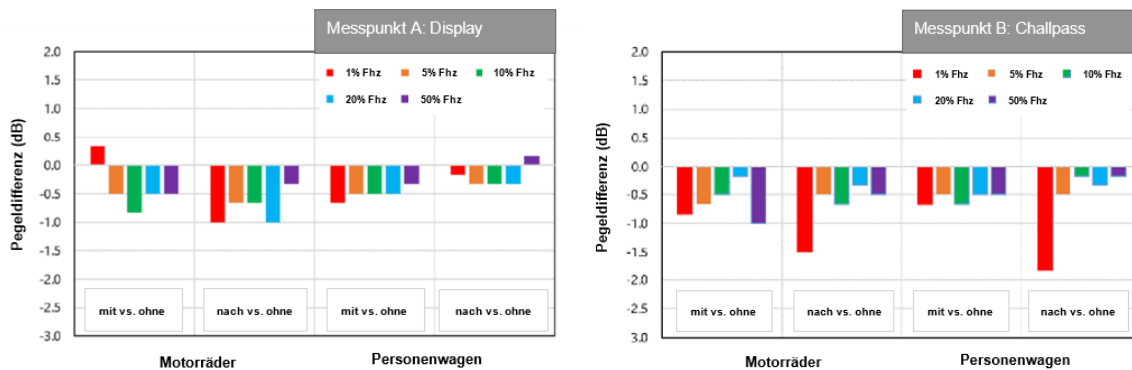 Messpunkt A: Display
Pegeldifferenz (dB)
2.0
1.5
1.0
0.5
0.0
-0.5
-1.0
-1.5
-2.0
-2.5
-3.0
1% Fhz
5% Fhz
10% Fhz
20% Fhz
50% Fhz
mit vs. ohne
nach vs. ohne
mit vs. ohne
nach vs. ohne
Motorräder
Personenwagen
Messpunkt B: Challpass
Pegeldifferenz (dB)
2.0
1.5
1.0
0.5
0.0
-0.5
-1.0
-1.5
-2.0
-2.5
3.0
1% Fhz
5% Fhz
10% Fhz
20% Fhz
50% Fhz
mit vs. ohne
nach vs. ohne
mit vs. ohne
nach vs. ohne
Motorräder
Personenwagen